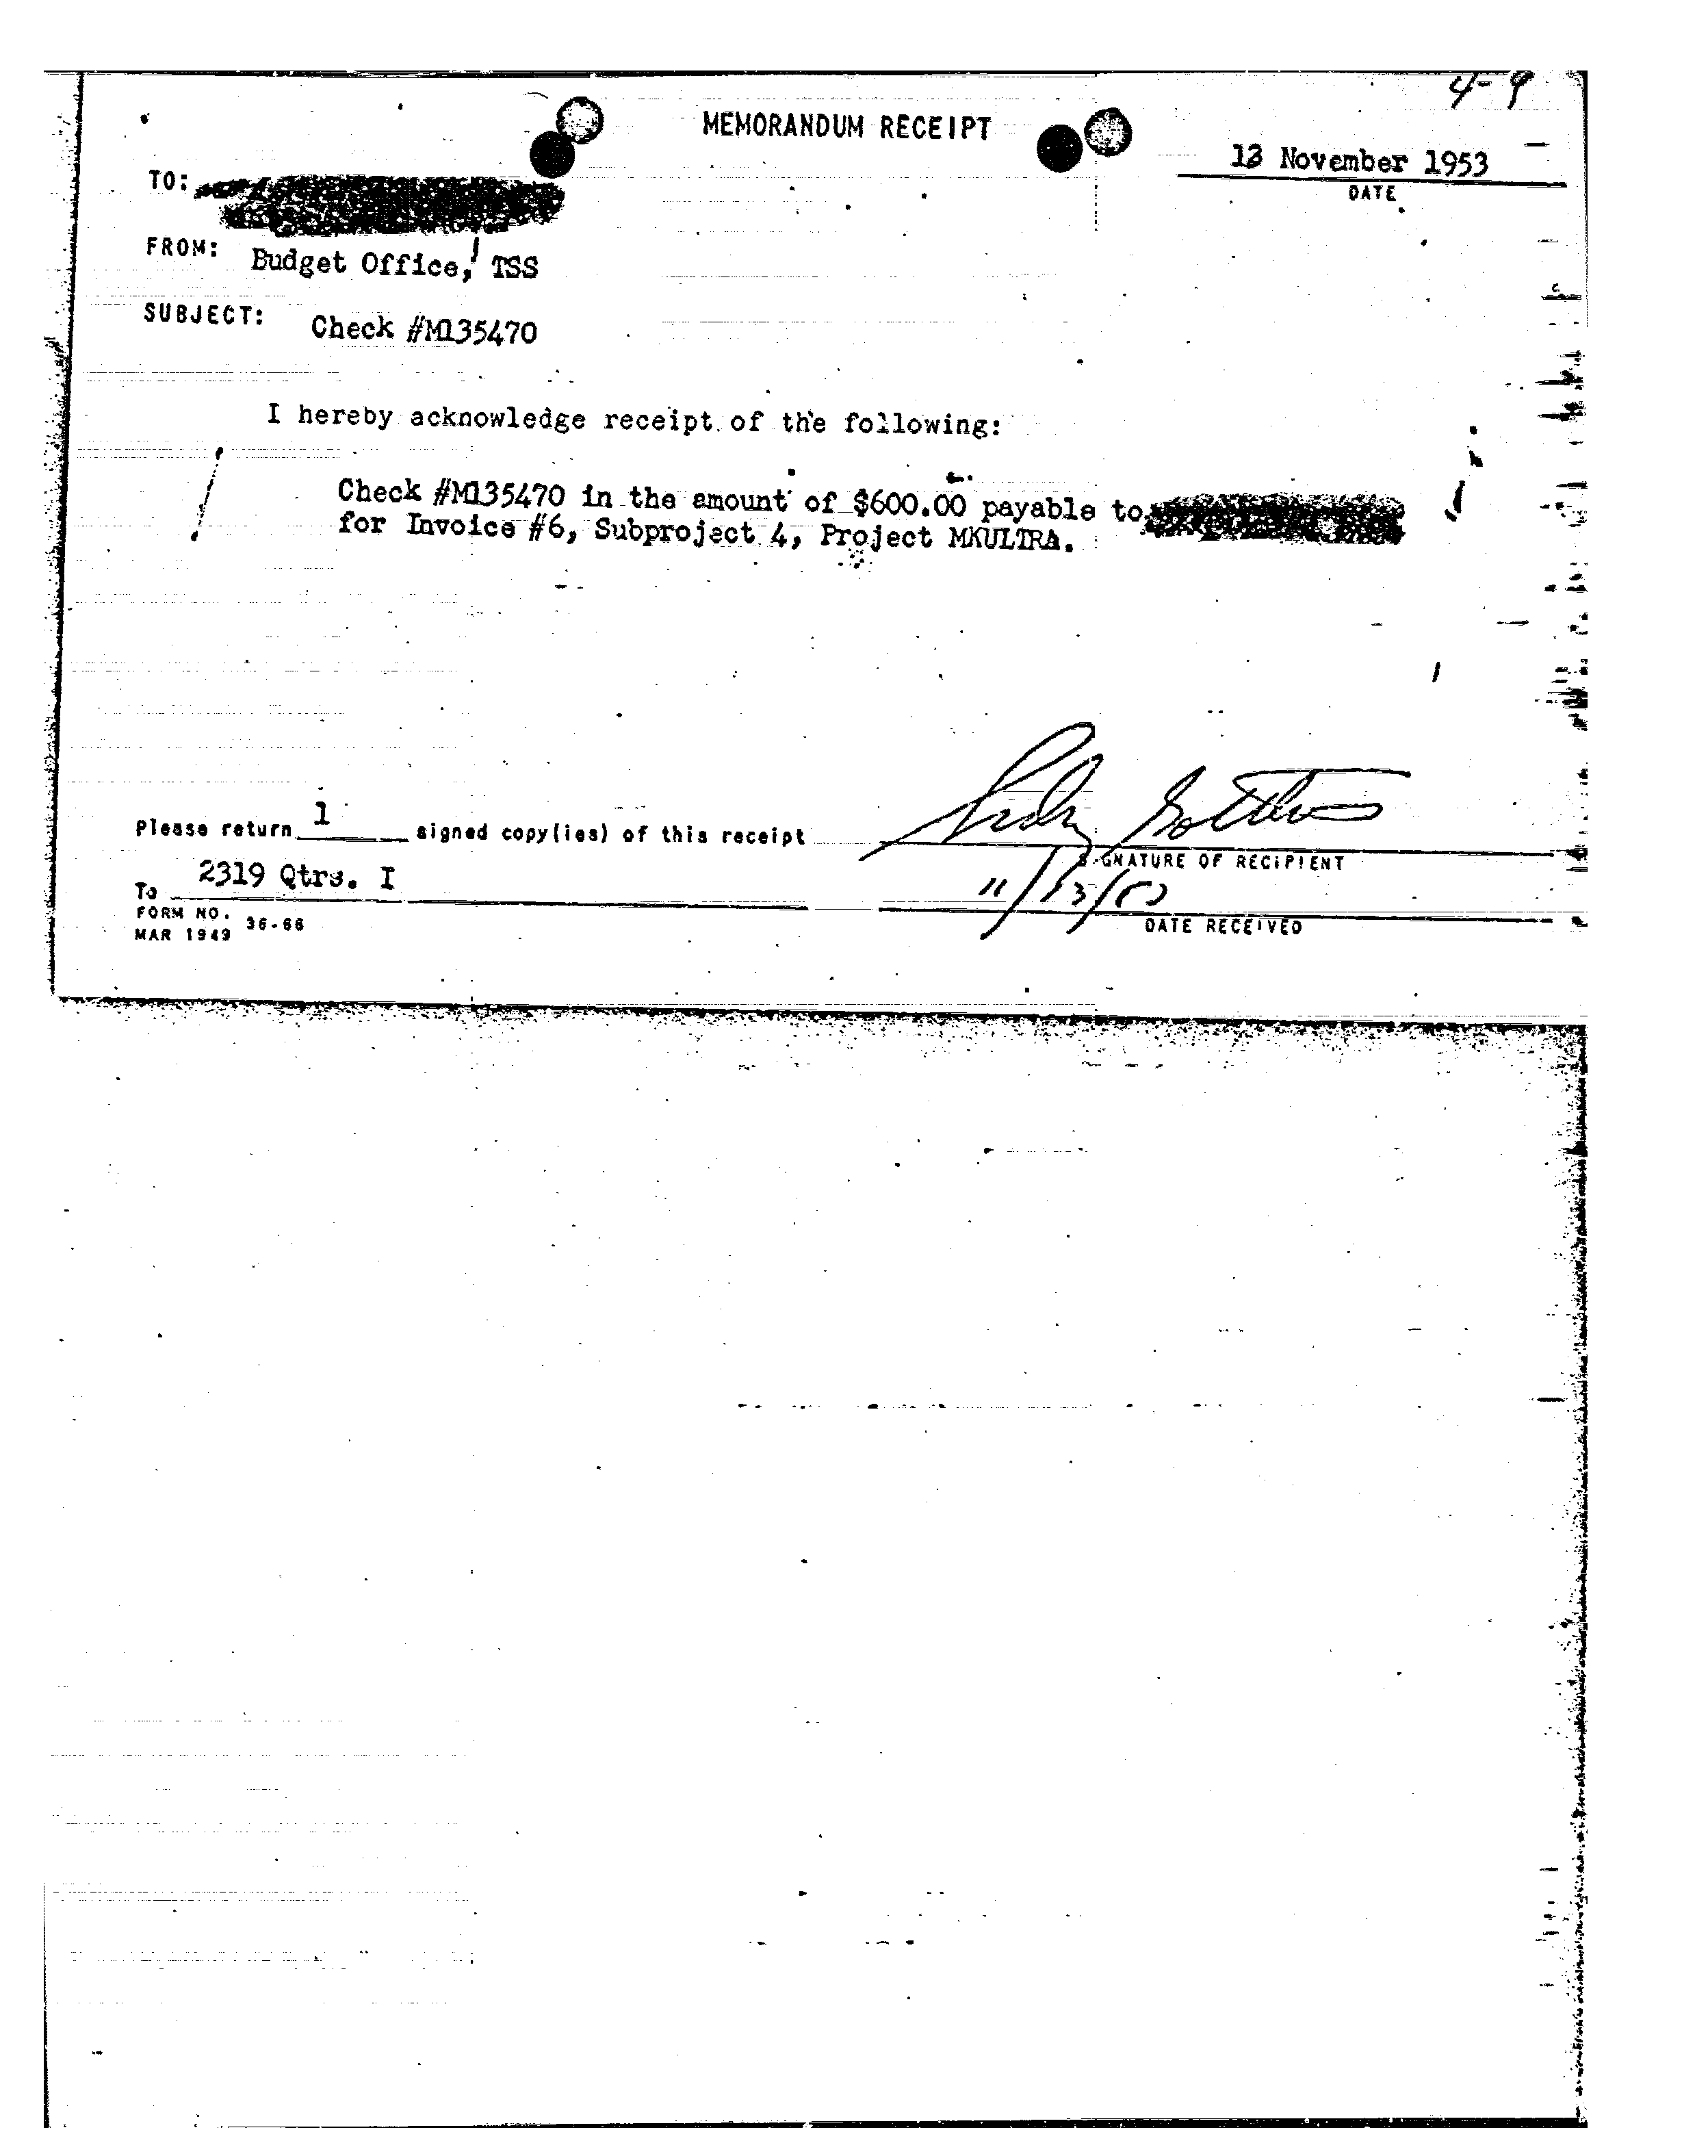 4-9
MEMORANDUM RECEIPT
13 November 1953
DATE
TO:
FROM: Budget Office, TSS
SUBJECT: Check #M135470
I hereby acknowledge receipt of the following:
Check #M135470 in the amount of $600.00 payable to
for Invoice #6, Subproject 4, Project MKULTRA.
Please return 1 signed copy(ies) of this receipt
Sidney Gottlieb
SIGNATURE OF RECIPIENT
To 2319 Qtrs. I
11/13/53
DATE RECEIVED
FORM NO. 36-66
MAR 1949